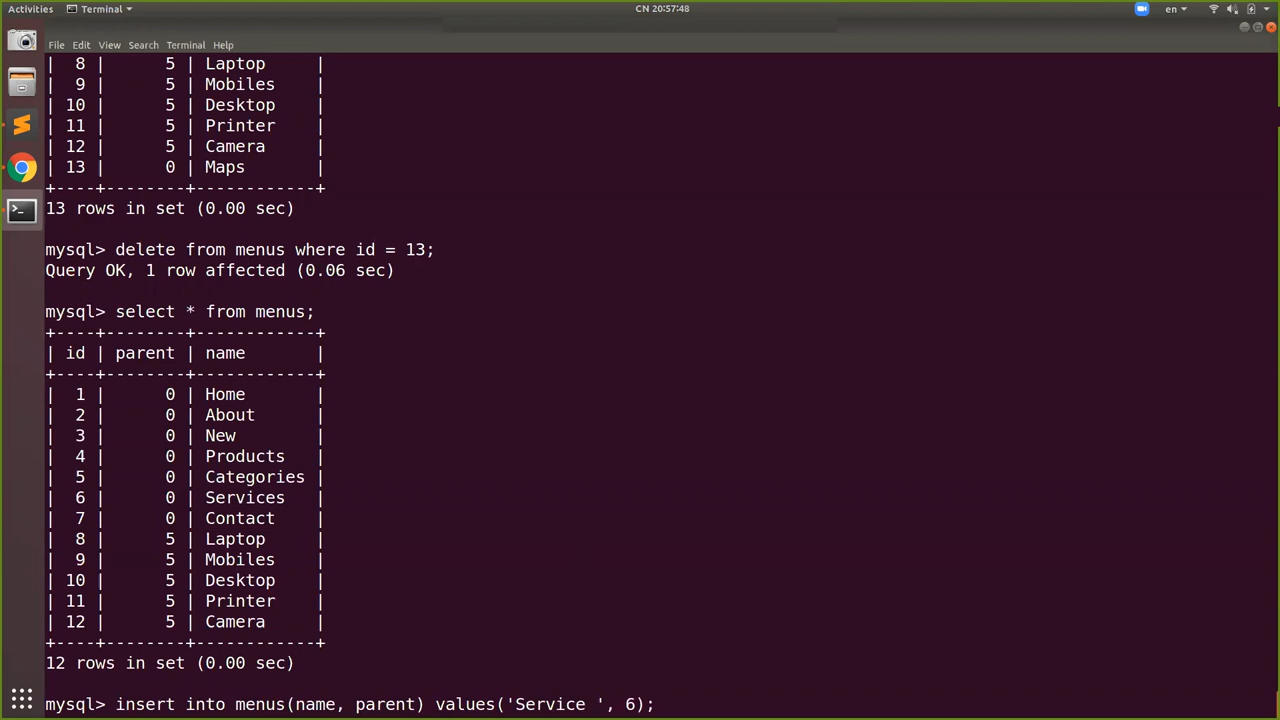 Activities Terminal CN 20:57:48 en
File Edit View Search Terminal Help
|  8 |      5 | Laptop     |
|  9 |      5 | Mobiles    |
| 10 |      5 | Desktop    |
| 11 |      5 | Printer    |
| 12 |      5 | Camera     |
| 13 |      0 | Maps       |
+----+--------+------------+
13 rows in set (0.00 sec)
mysql> delete from menus where id = 13;
Query OK, 1 row affected (0.06 sec)
mysql> select * from menus;
+----+--------+------------+
| id | parent | name       |
+----+--------+------------+
|  1 |      0 | Home       |
|  2 |      0 | About      |
|  3 |      0 | New        |
|  4 |      0 | Products   |
|  5 |      0 | Categories |
|  6 |      0 | Services   |
|  7 |      0 | Contact    |
|  8 |      5 | Laptop     |
|  9 |      5 | Mobiles    |
| 10 |      5 | Desktop    |
| 11 |      5 | Printer    |
| 12 |      5 | Camera     |
+----+--------+------------+
12 rows in set (0.00 sec)
mysql> insert into menus(name, parent) values('Service ', 6);